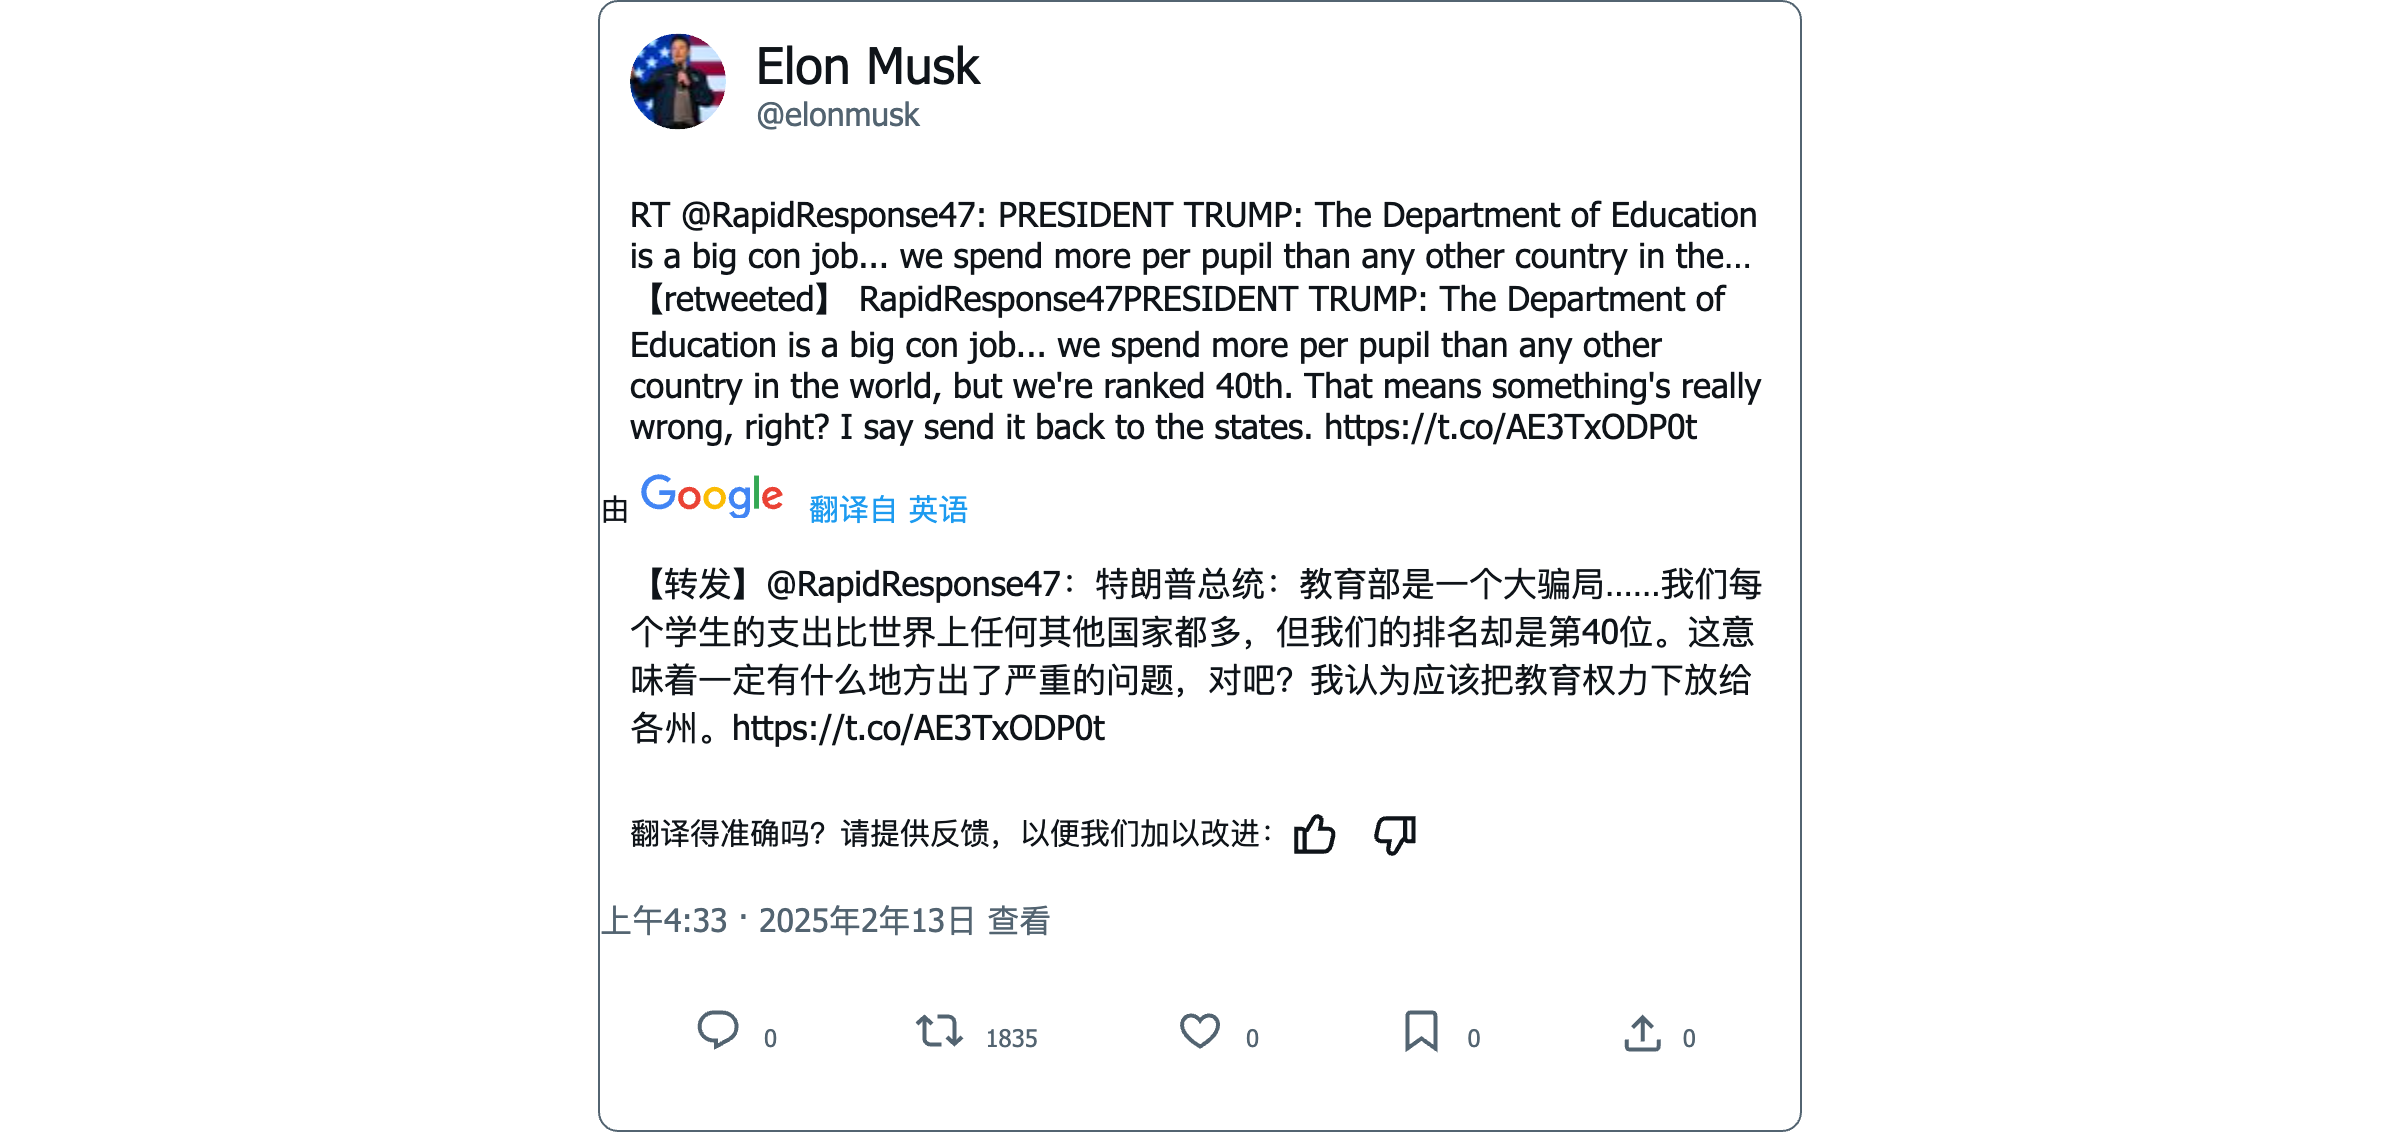 Elon Musk
@elonmusk
RT @RapidResponse47: PRESIDENT TRUMP: The Department of Education
is a big con job... we spend more per pupil than any other country in the…
【retweeted】 RapidResponse47PRESIDENT TRUMP: The Department of
Education is a big con job... we spend more per pupil than any other
country in the world, but we're ranked 40th. That means something's really
wrong, right? I say send it back to the states. https://t.co/AE3TxODP0t
由 Google 翻译自 英语
【转发】@RapidResponse47：特朗普总统：教育部是一个大骗局……我们每
个学生的支出比世界上任何其他国家都多，但我们的排名却是第40位。这意
味着一定有什么地方出了严重的问题，对吧？我认为应该把教育权力下放给
各州。https://t.co/AE3TxODP0t
翻译得准确吗？请提供反馈，以便我们加以改进：
上午4:33 · 2025年2年13日 查看
0 1835 0 0 0